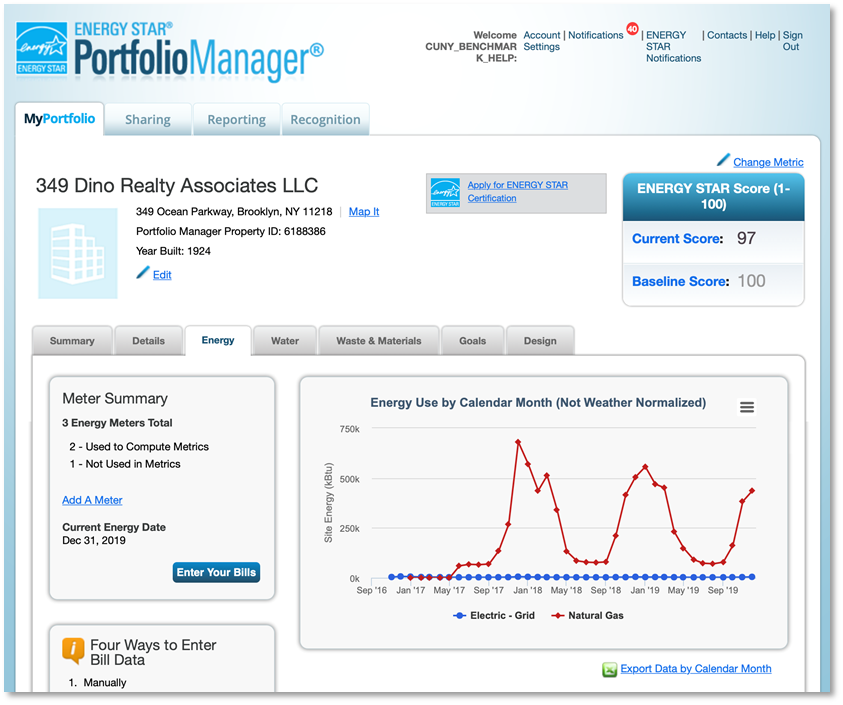 ENERGY STAR®
PortfolioManager®
energy
ENERGY STAR
Welcome
CUNY_BENCHMAR
K_HELP:
Account
Settings
| Notifications
40
| ENERGY
STAR
Notifications
| Contacts | Help | Sign
Out
MyPortfolio
Sharing
Reporting
Recognition
Change Metric
349 Dino Realty Associates LLC
349 Ocean Parkway, Brooklyn, NY 11218 | Map It
Portfolio Manager Property ID: 6188386
Year Built: 1924
Edit
energy
ENERGY STAR
Apply for ENERGY STAR
Certification
ENERGY STAR Score (1-
100)
Current Score: 97
Baseline Score: 100
Summary
Details
Energy
Water
Waste & Materials
Goals
Design
Meter Summary
3 Energy Meters Total
2 - Used to Compute Metrics
1 - Not Used in Metrics
Add A Meter
Current Energy Date
Dec 31, 2019
Enter Your Bills
Energy Use by Calendar Month (Not Weather Normalized)
Site Energy (kBtu)
750k
500k
250k
0k
Sep '16 Jan '17 May '17 Sep '17 Jan '18 May '18 Sep '18 Jan '19 May '19 Sep '19
Electric - Grid Natural Gas
Export Data by Calendar Month
i
Four Ways to Enter
Bill Data
1. Manually